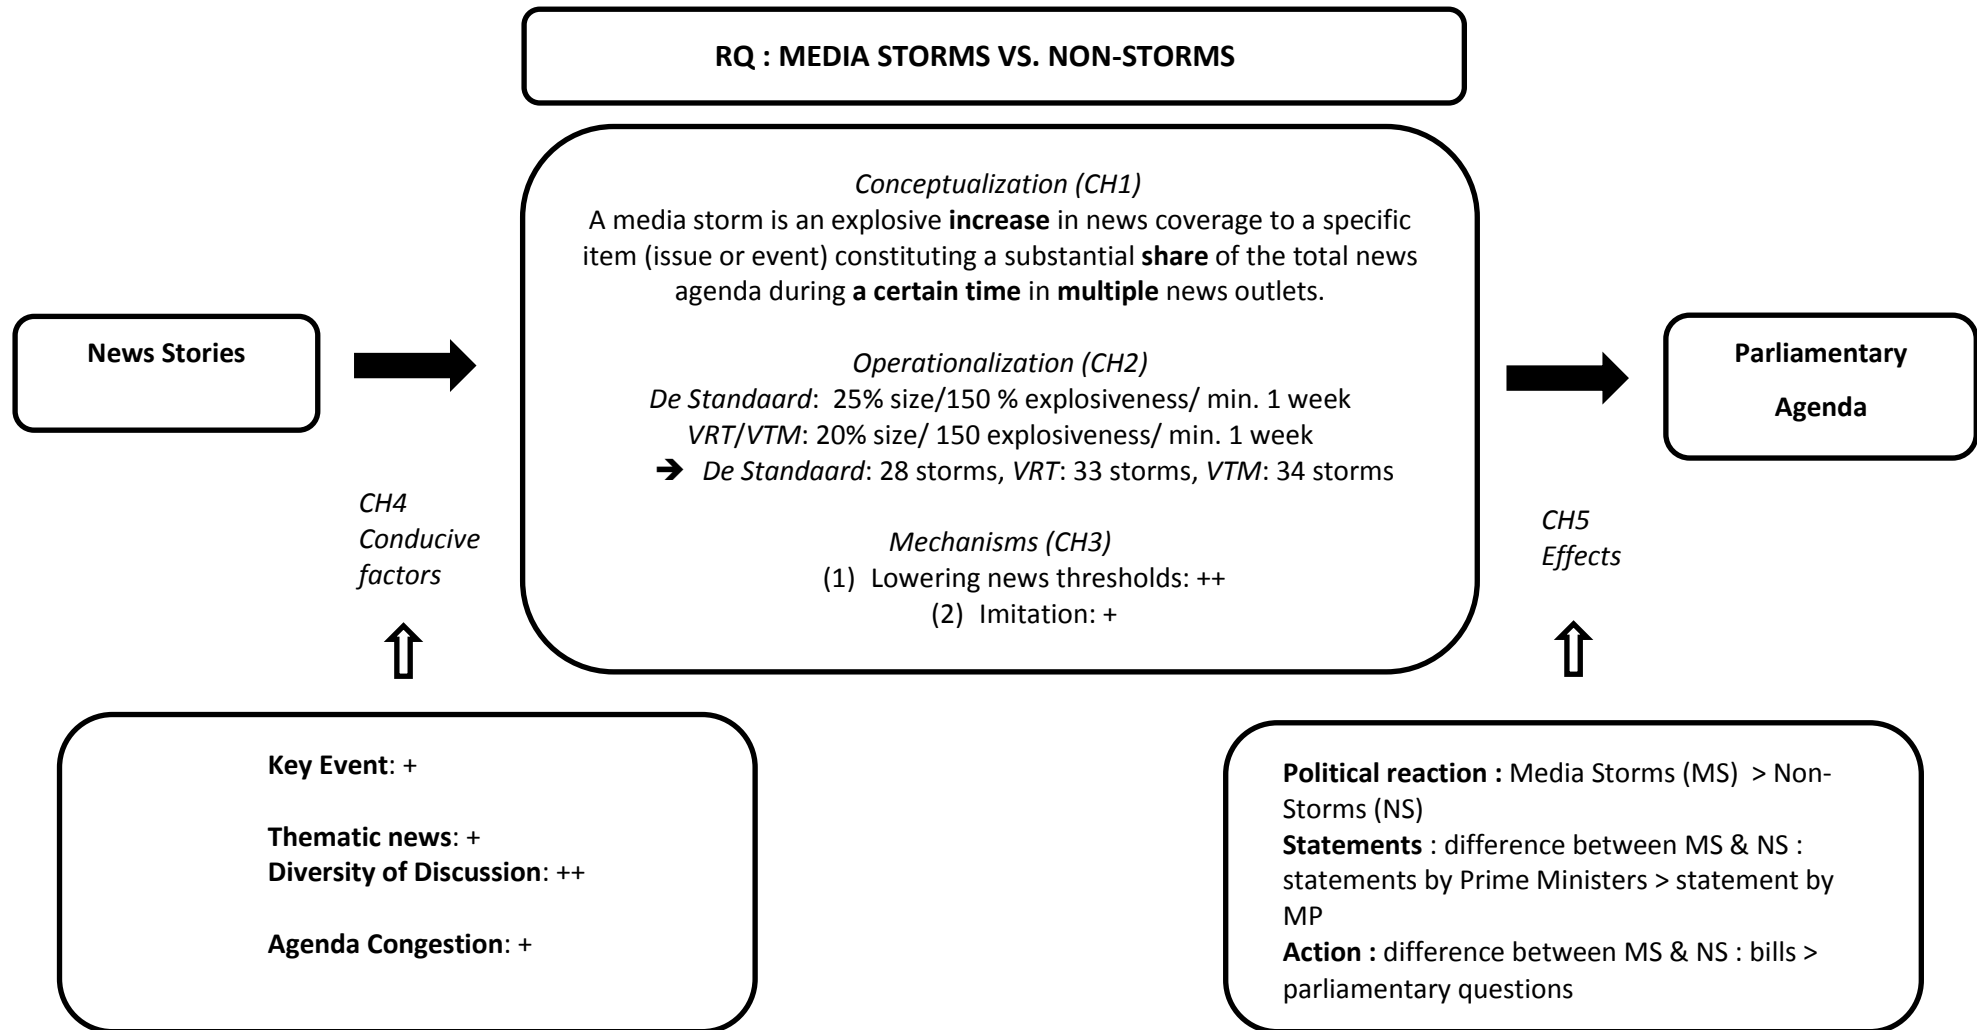 RQ : MEDIA STORMS VS. NON-STORMS
Conceptualization (CH1)
A media storm is an explosive increase in news coverage to a specific
item (issue or event) constituting a substantial share of the total news
agenda during a certain time in multiple news outlets.
Operationalization (CH2)
De Standaard: 25% size/150 % explosiveness/ min. 1 week
VRT/VTM: 20% size/ 150 explosiveness/ min. 1 week
➔ De Standaard: 28 storms, VRT: 33 storms, VTM: 34 storms
Mechanisms (CH3)
(1) Lowering news thresholds: ++
(2) Imitation: +
News Stories
CH4
Conducive
factors
Key Event: +
Thematic news: +
Diversity of Discussion: ++
Agenda Congestion: +
Parliamentary
Agenda
CH5
Effects
Political reaction : Media Storms (MS) > Non-
Storms (NS)
Statements : difference between MS & NS :
statements by Prime Ministers > statement by
MP
Action : difference between MS & NS : bills >
parliamentary questions